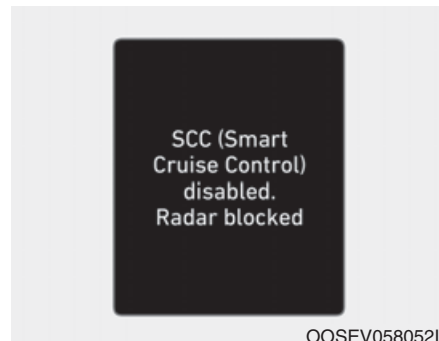 SCC (Smart
Cruise Control)
disabled.
Radar blocked
OOSEV058052L